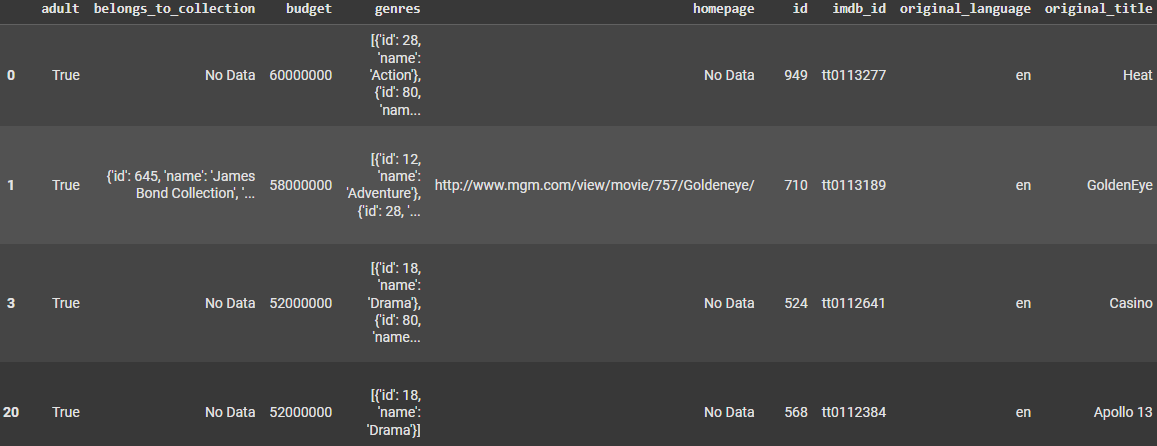 adult belongs_to_collection budget genres homepage id imdb_id original_language original_title
[{'id': 28,
'name':
0 True No Data 60000000 'Action'}, No Data 949 tt0113277 en Heat
{'id': 80,
'nam...
[{'id': 12,
{'id': 645, 'name': 'James 'name':
1 True 58000000 http://www.mgm.com/view/movie/757/Goldeneye/ 710 tt0113189 en GoldenEye
Bond Collection', '... 'Adventure'},
{'id': 28, '...
[{'id': 18,
'name':
3 True No Data 52000000 'Drama'}, No Data 524 tt0112641 en Casino
{'id': 80,
'name...
[{'id': 18,
20 True No Data 52000000 'name': No Data 568 tt0112384 en Apollo 13
'Drama'}]